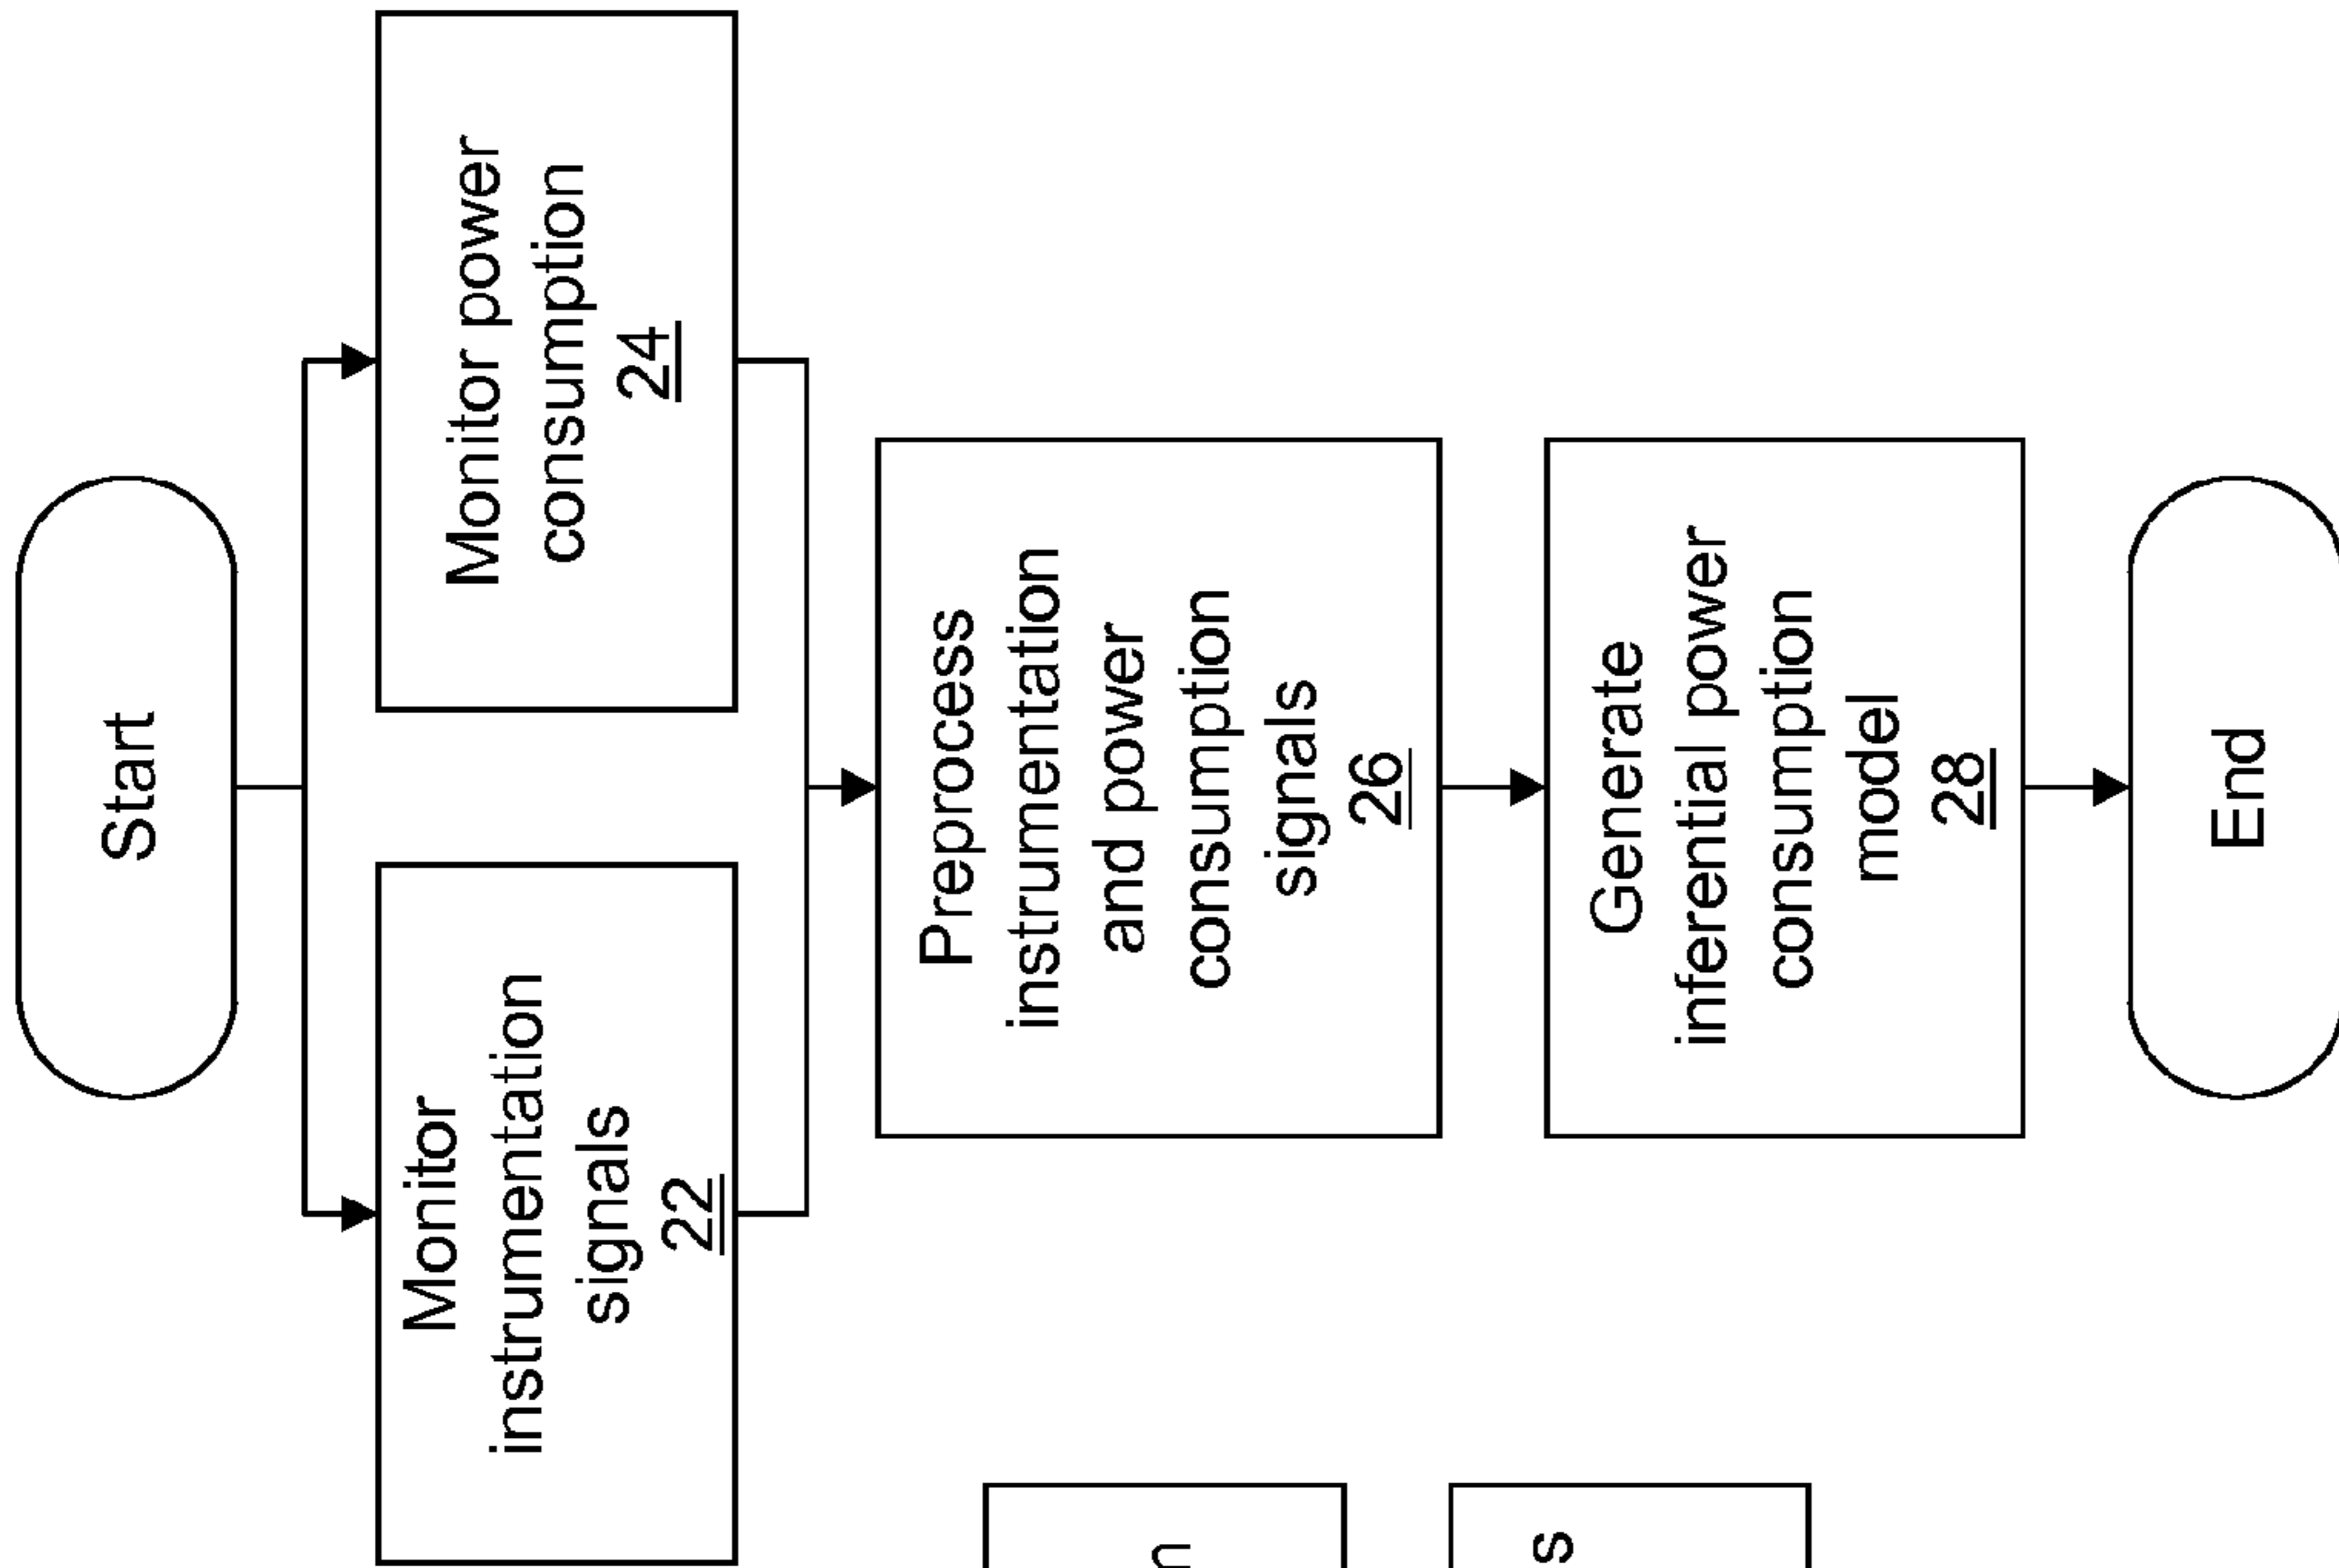 Start
Monitor
instrumentation
signals
22
Monitor power
consumption
24
Preprocess
instrumentation
and power
consumption
signals
26
Generate
inferential power
consumption
model
28
End
n
s